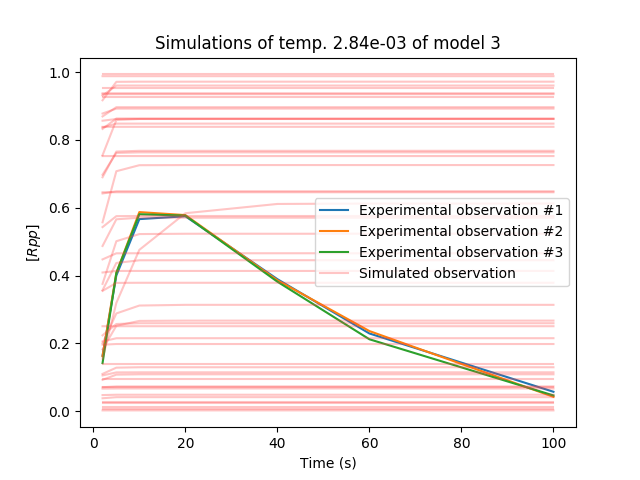 Simulations of temp. 2.84e-03 of model 3
1.0
0.8
0.6
0.4
0.2
0.0
[Rpp]
Experimental observation #1
Experimental observation #2
Experimental observation #3
Simulated observation
0
20
40
60
80
100
Time (s)